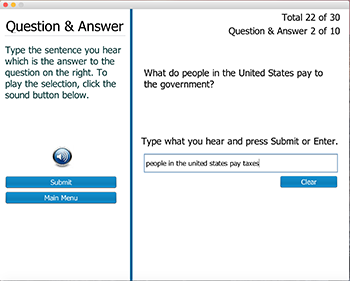 Question & Answer
Type the sentence you hear
which is the answer to the
question on the right. To
play the selection, click the
sound button below.
Submit
Main Menu
Total 22 of 30
Question & Answer 2 of 10
What do people in the United States pay to
the government?
Type what you hear and press Submit or Enter.
people in the united states pay taxes
Clear